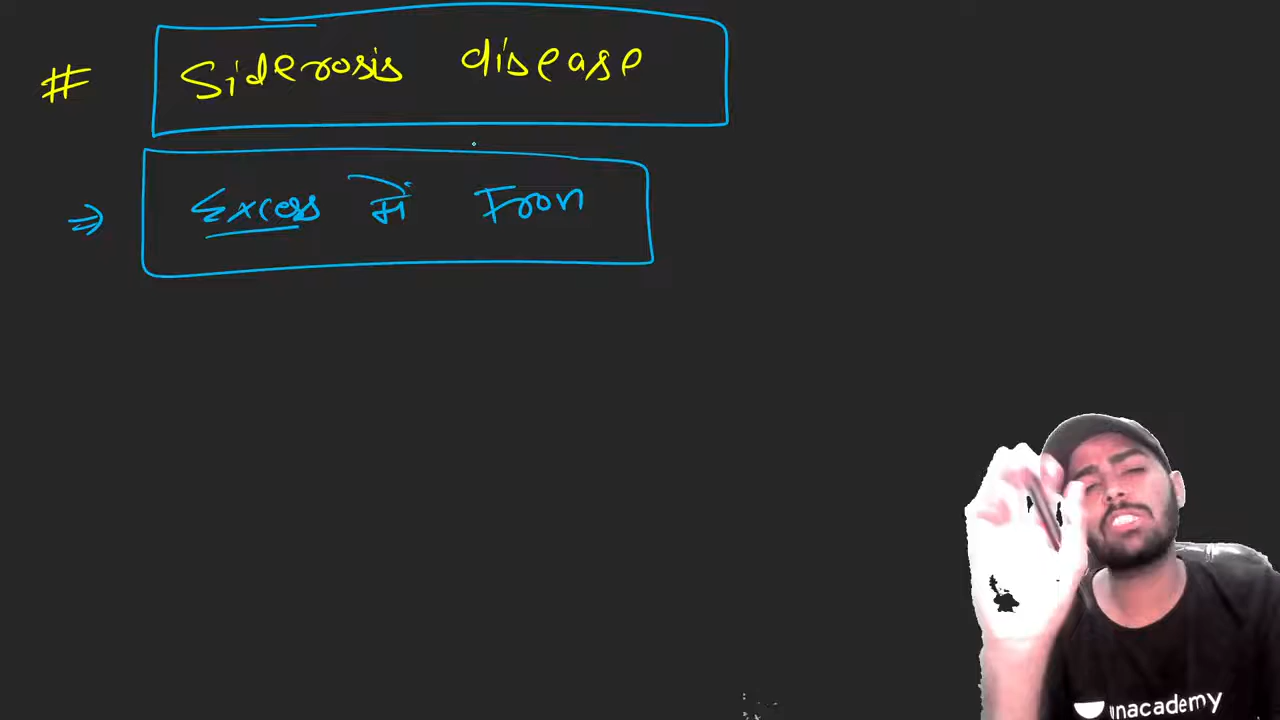 # Siderosis disease
⇒ Excess में Iron
unacademy